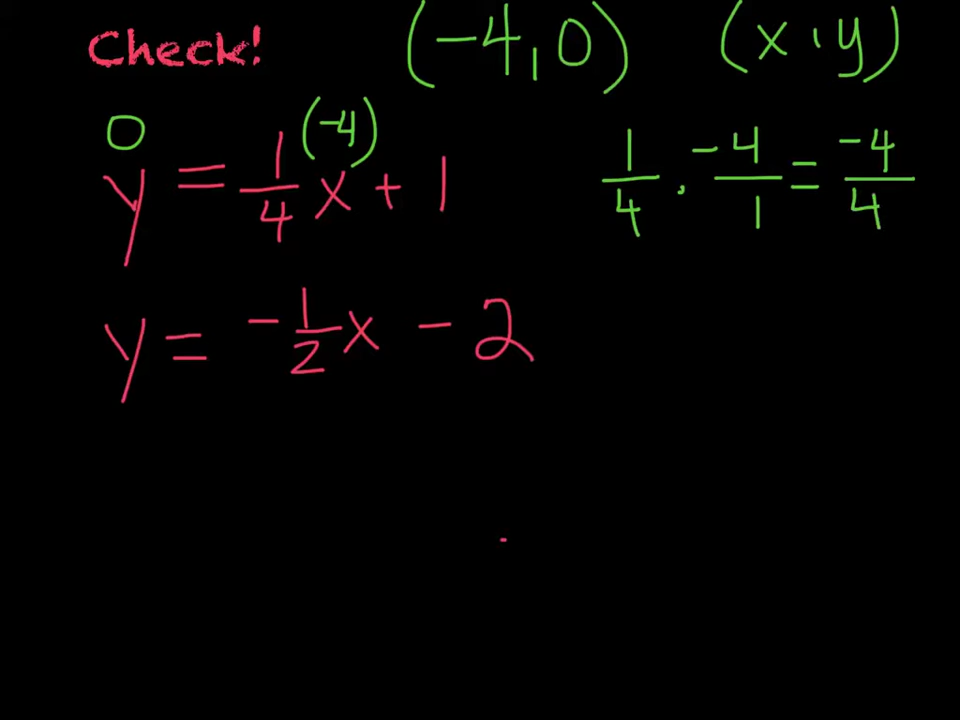 Check! (-4,0) (x,y)
0 (-4)
y = 1/4 x + 1
1/4 · -4/1 = -4/4
y = - 1/2 x - 2